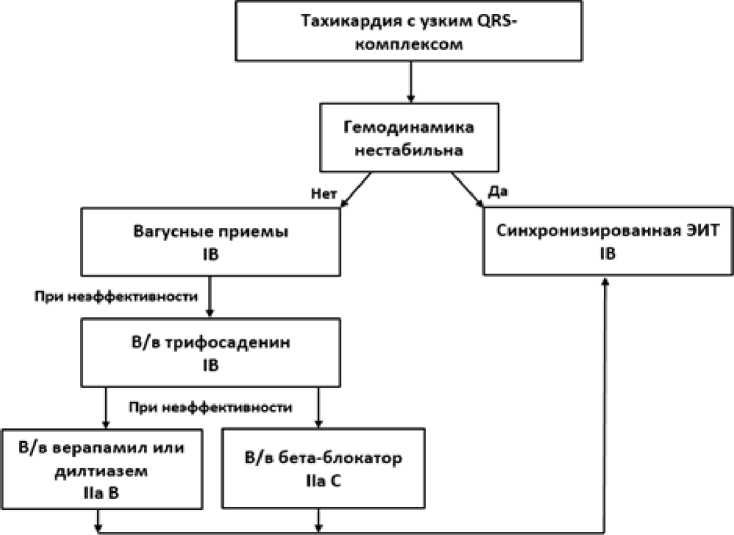 Тахикардия с узким QRS-
комплексом
Гемодинамика
нестабильна
Нет
Да
Вагусные приемы
IB
Синхронизированная ЭИТ
IB
При неэффективности
В/в трифосаденин
IB
При неэффективности
В/в верапамил или
дилтиазем
IIa B
В/в бета-блокатор
IIa C